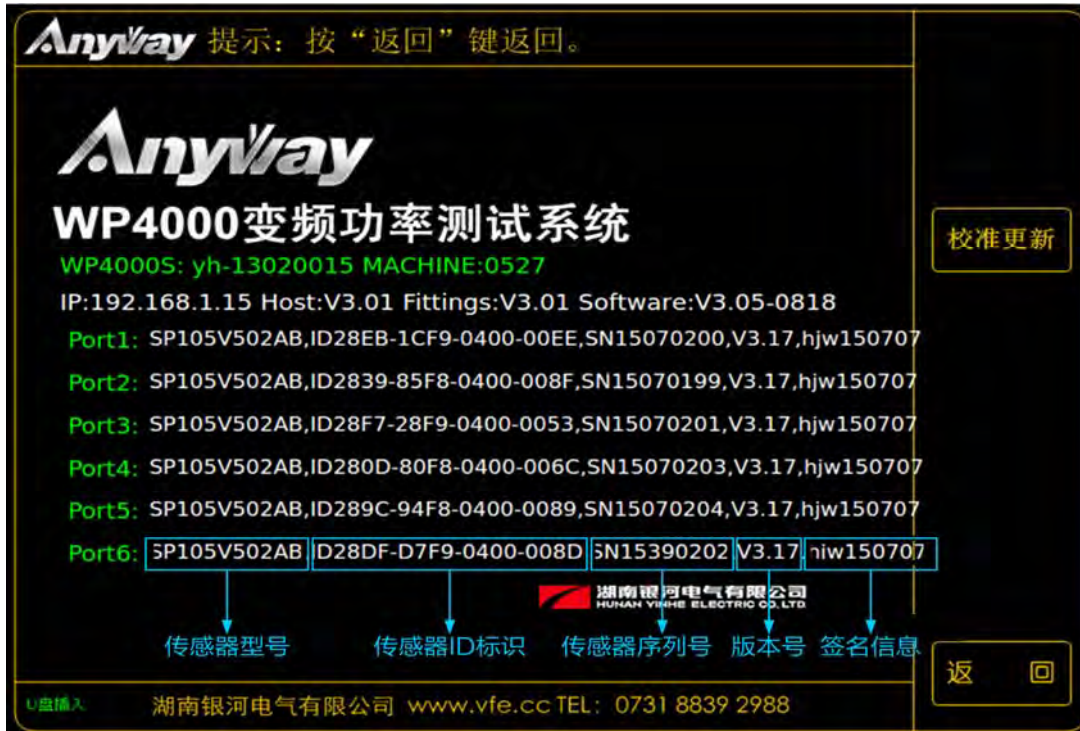 Anyway 提示：按“返回”键返回。
Anyway
WP4000变频功率测试系统
校准更新
WP4000S: yh-13020015 MACHINE:0527
IP:192.168.1.15 Host:V3.01 Fittings:V3.01 Software:V3.05-0818
Port1: SP105V502AB,ID28EB-1CF9-0400-00EE,SN15070200,V3.17,hjw150707
Port2: SP105V502AB,ID2839-85F8-0400-008F,SN15070199,V3.17,hjw150707
Port3: SP105V502AB,ID28F7-28F9-0400-0053,SN15070201,V3.17,hjw150707
Port4: SP105V502AB,ID280D-80F8-0400-006C,SN15070203,V3.17,hjw150707
Port5: SP105V502AB,ID289C-94F8-0400-0089,SN15070204,V3.17,hjw150707
Port6: SP105V502AB ID28DF-D7F9-0400-008D SN15390202 V3.17 hjw150707
湖南银河电气有限公司
HUNAN YINHE ELECTRIC CO.,LTD
传感器型号 传感器ID标识 传感器序列号 版本号 签名信息
返 回
U盘插入 湖南银河电气有限公司 www.vfe.cc TEL：0731 8839 2988